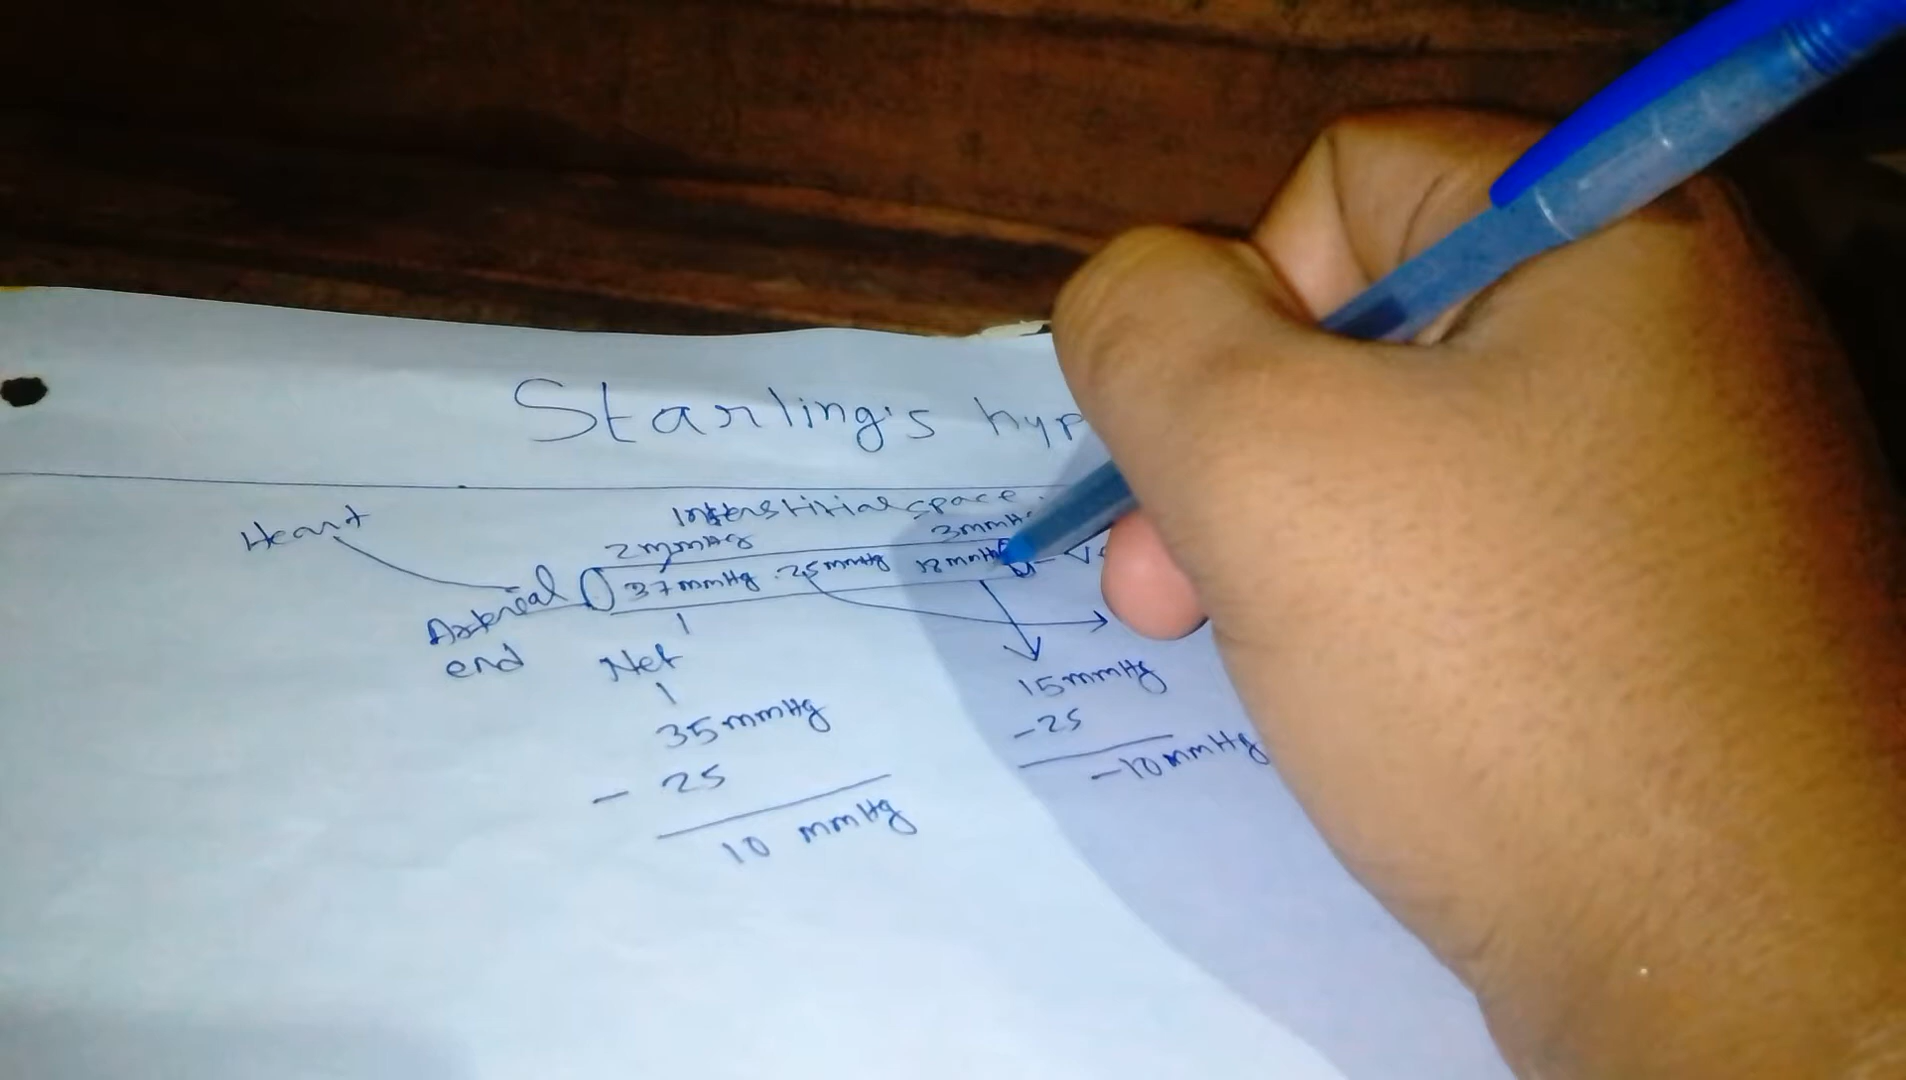 Starling's hyp
Heart
Interstitial space.
2mmHg
3mmHg
37mmHg . 25mmHg 12mmHg
Arterial
end
Net
35mmHg
- 25
10 mmHg
15mmHg
- 25
-10mmHg